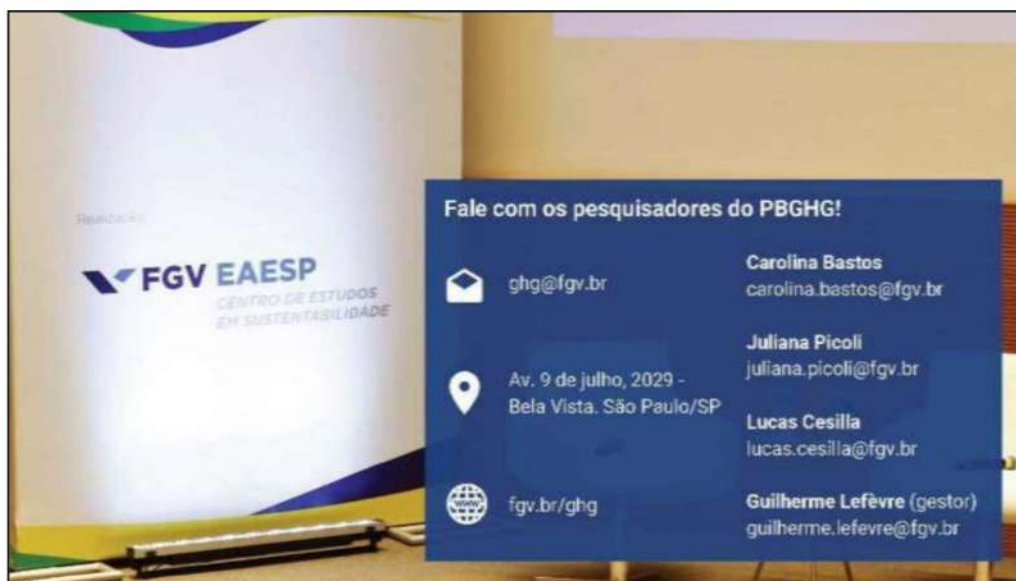 Realização
FGV EAESP
CENTRO DE ESTUDOS
EM SUSTENTABILIDADE
Fale com os pesquisadores do PBGHG!
ghg@fgv.br
Av. 9 de julho, 2029 -
Bela Vista. São Paulo/SP
www
fgv.br/ghg
Carolina Bastos
carolina.bastos@fgv.br
Juliana Picoli
juliana.picoli@fgv.br
Lucas Cesilla
lucas.cesilla@fgv.br
Guilherme Lefèvre (gestor)
guilherme.lefevre@fgv.br